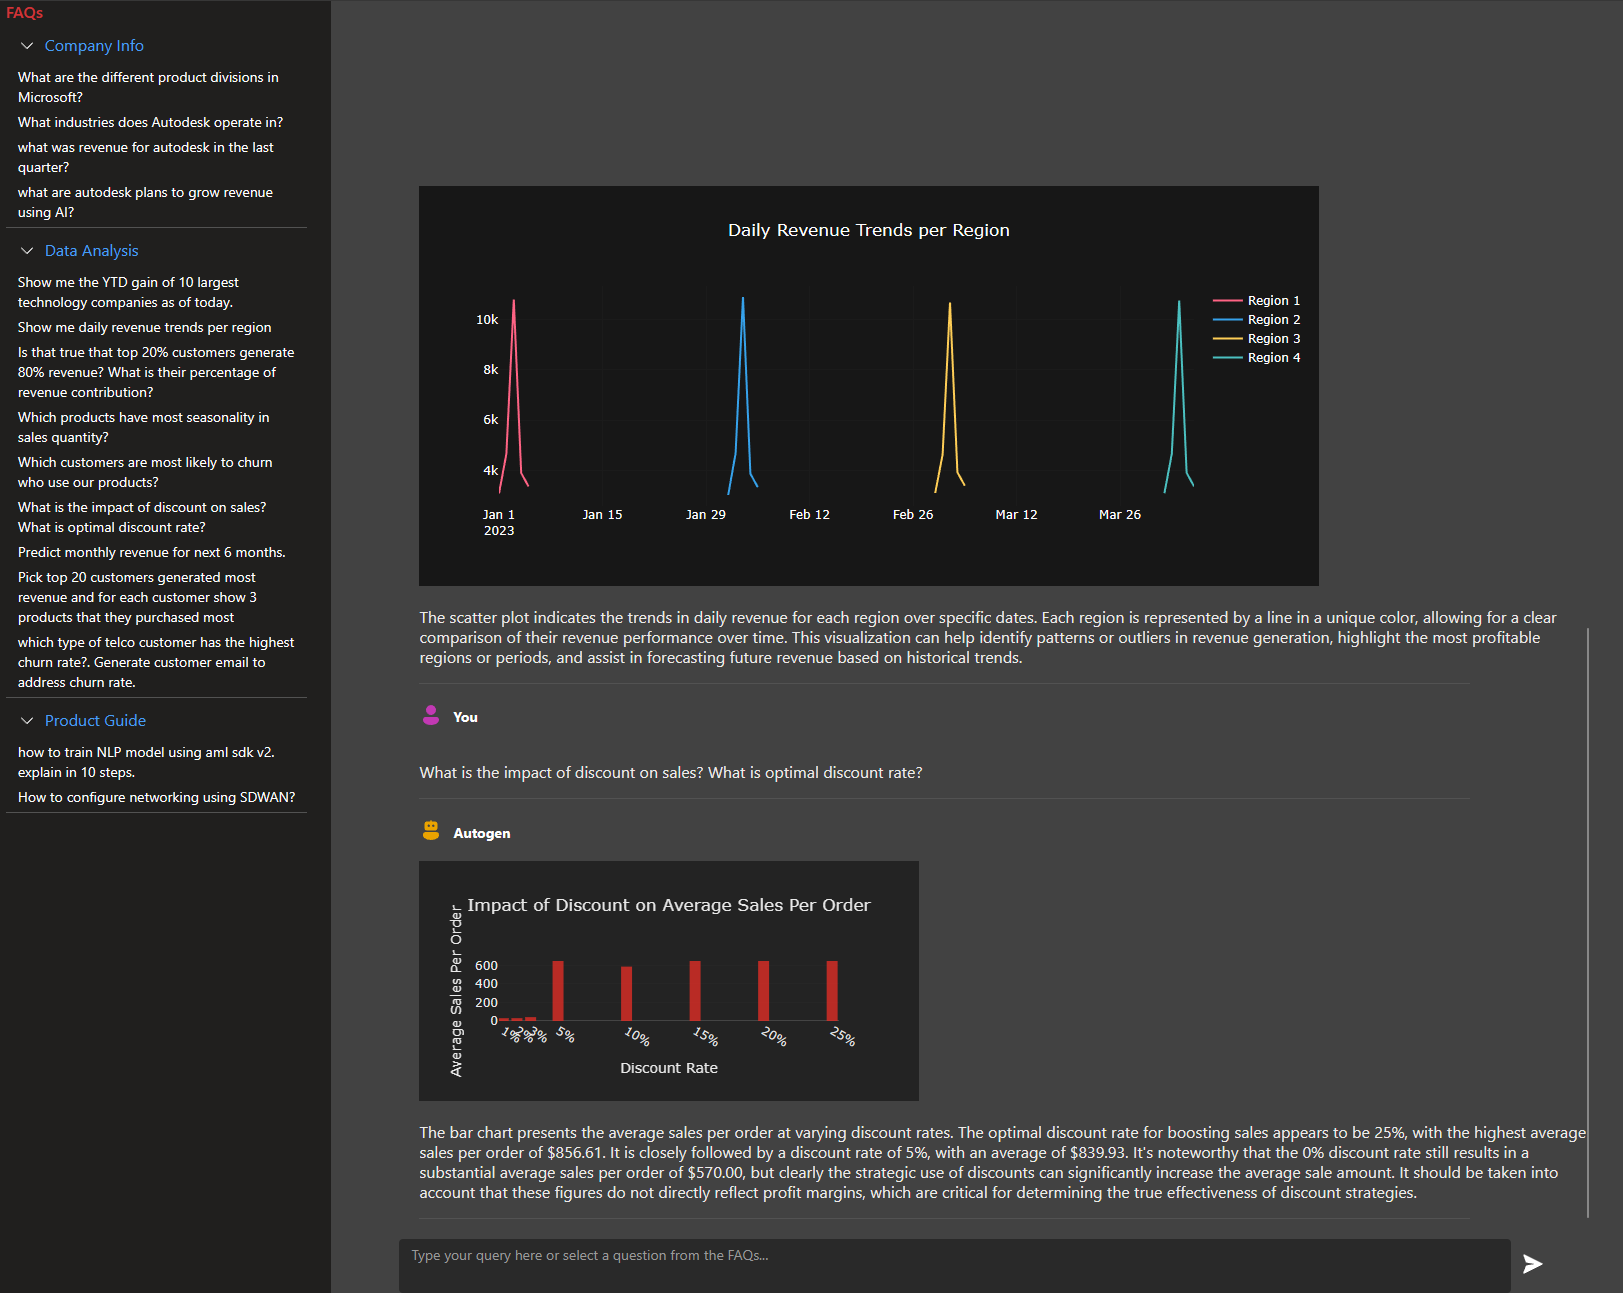 FAQs
Company Info
What are the different product divisions in
Microsoft?
What industries does Autodesk operate in?
what was revenue for autodesk in the last
quarter?
what are autodesk plans to grow revenue
using AI?
Data Analysis
Show me the YTD gain of 10 largest
technology companies as of today.
Show me daily revenue trends per region
Is that true that top 20% customers generate
80% revenue? What is their percentage of
revenue contribution?
Which products have most seasonality in
sales quantity?
Which customers are most likely to churn
who use our products?
What is the impact of discount on sales?
What is optimal discount rate?
Predict monthly revenue for next 6 months.
Pick top 20 customers generated most
revenue and for each customer show 3
products that they purchased most
which type of telco customer has the highest
churn rate?. Generate customer email to
address churn rate.
Product Guide
how to train NLP model using aml sdk v2.
explain in 10 steps.
How to configure networking using SDWAN?
Daily Revenue Trends per Region
10k
8k
6k
4k
Jan 1
2023
Jan 15
Jan 29
Feb 12
Feb 26
Mar 12
Mar 26
Region 1
Region 2
Region 3
Region 4
The scatter plot indicates the trends in daily revenue for each region over specific dates. Each region is represented by a line in a unique color, allowing for a clear
comparison of their revenue performance over time. This visualization can help identify patterns or outliers in revenue generation, highlight the most profitable
regions or periods, and assist in forecasting future revenue based on historical trends.
You
What is the impact of discount on sales? What is optimal discount rate?
Autogen
Impact of Discount on Average Sales Per Order
Average Sales Per Order
600
400
200
0
1%
2%
3%
5%
10%
15%
20%
25%
Discount Rate
The bar chart presents the average sales per order at varying discount rates. The optimal discount rate for boosting sales appears to be 25%, with the highest average
sales per order of $856.61. It is closely followed by a discount rate of 5%, with an average of $839.93. It's noteworthy that the 0% discount rate still results in a
substantial average sales per order of $570.00, but clearly the strategic use of discounts can significantly increase the average sale amount. It should be taken into
account that these figures do not directly reflect profit margins, which are critical for determining the true effectiveness of discount strategies.
Type your query here or select a question from the FAQs...